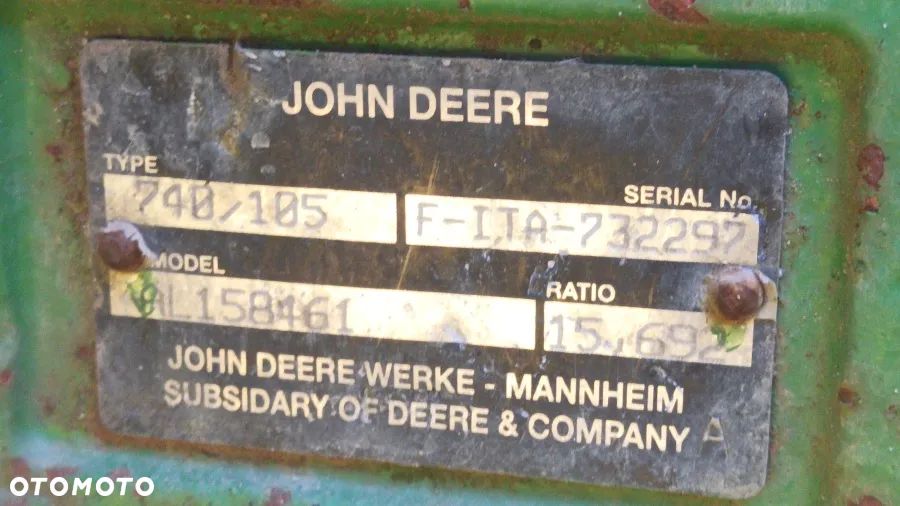 JOHN DEERE
TYPE
SERIAL No.
740/105
F-ITA-732297
MODEL
RATIO
AL158461
15.692
JOHN DEERE WERKE - MANNHEIM
SUBSIDARY OF DEERE & COMPANY
OTOMOTO